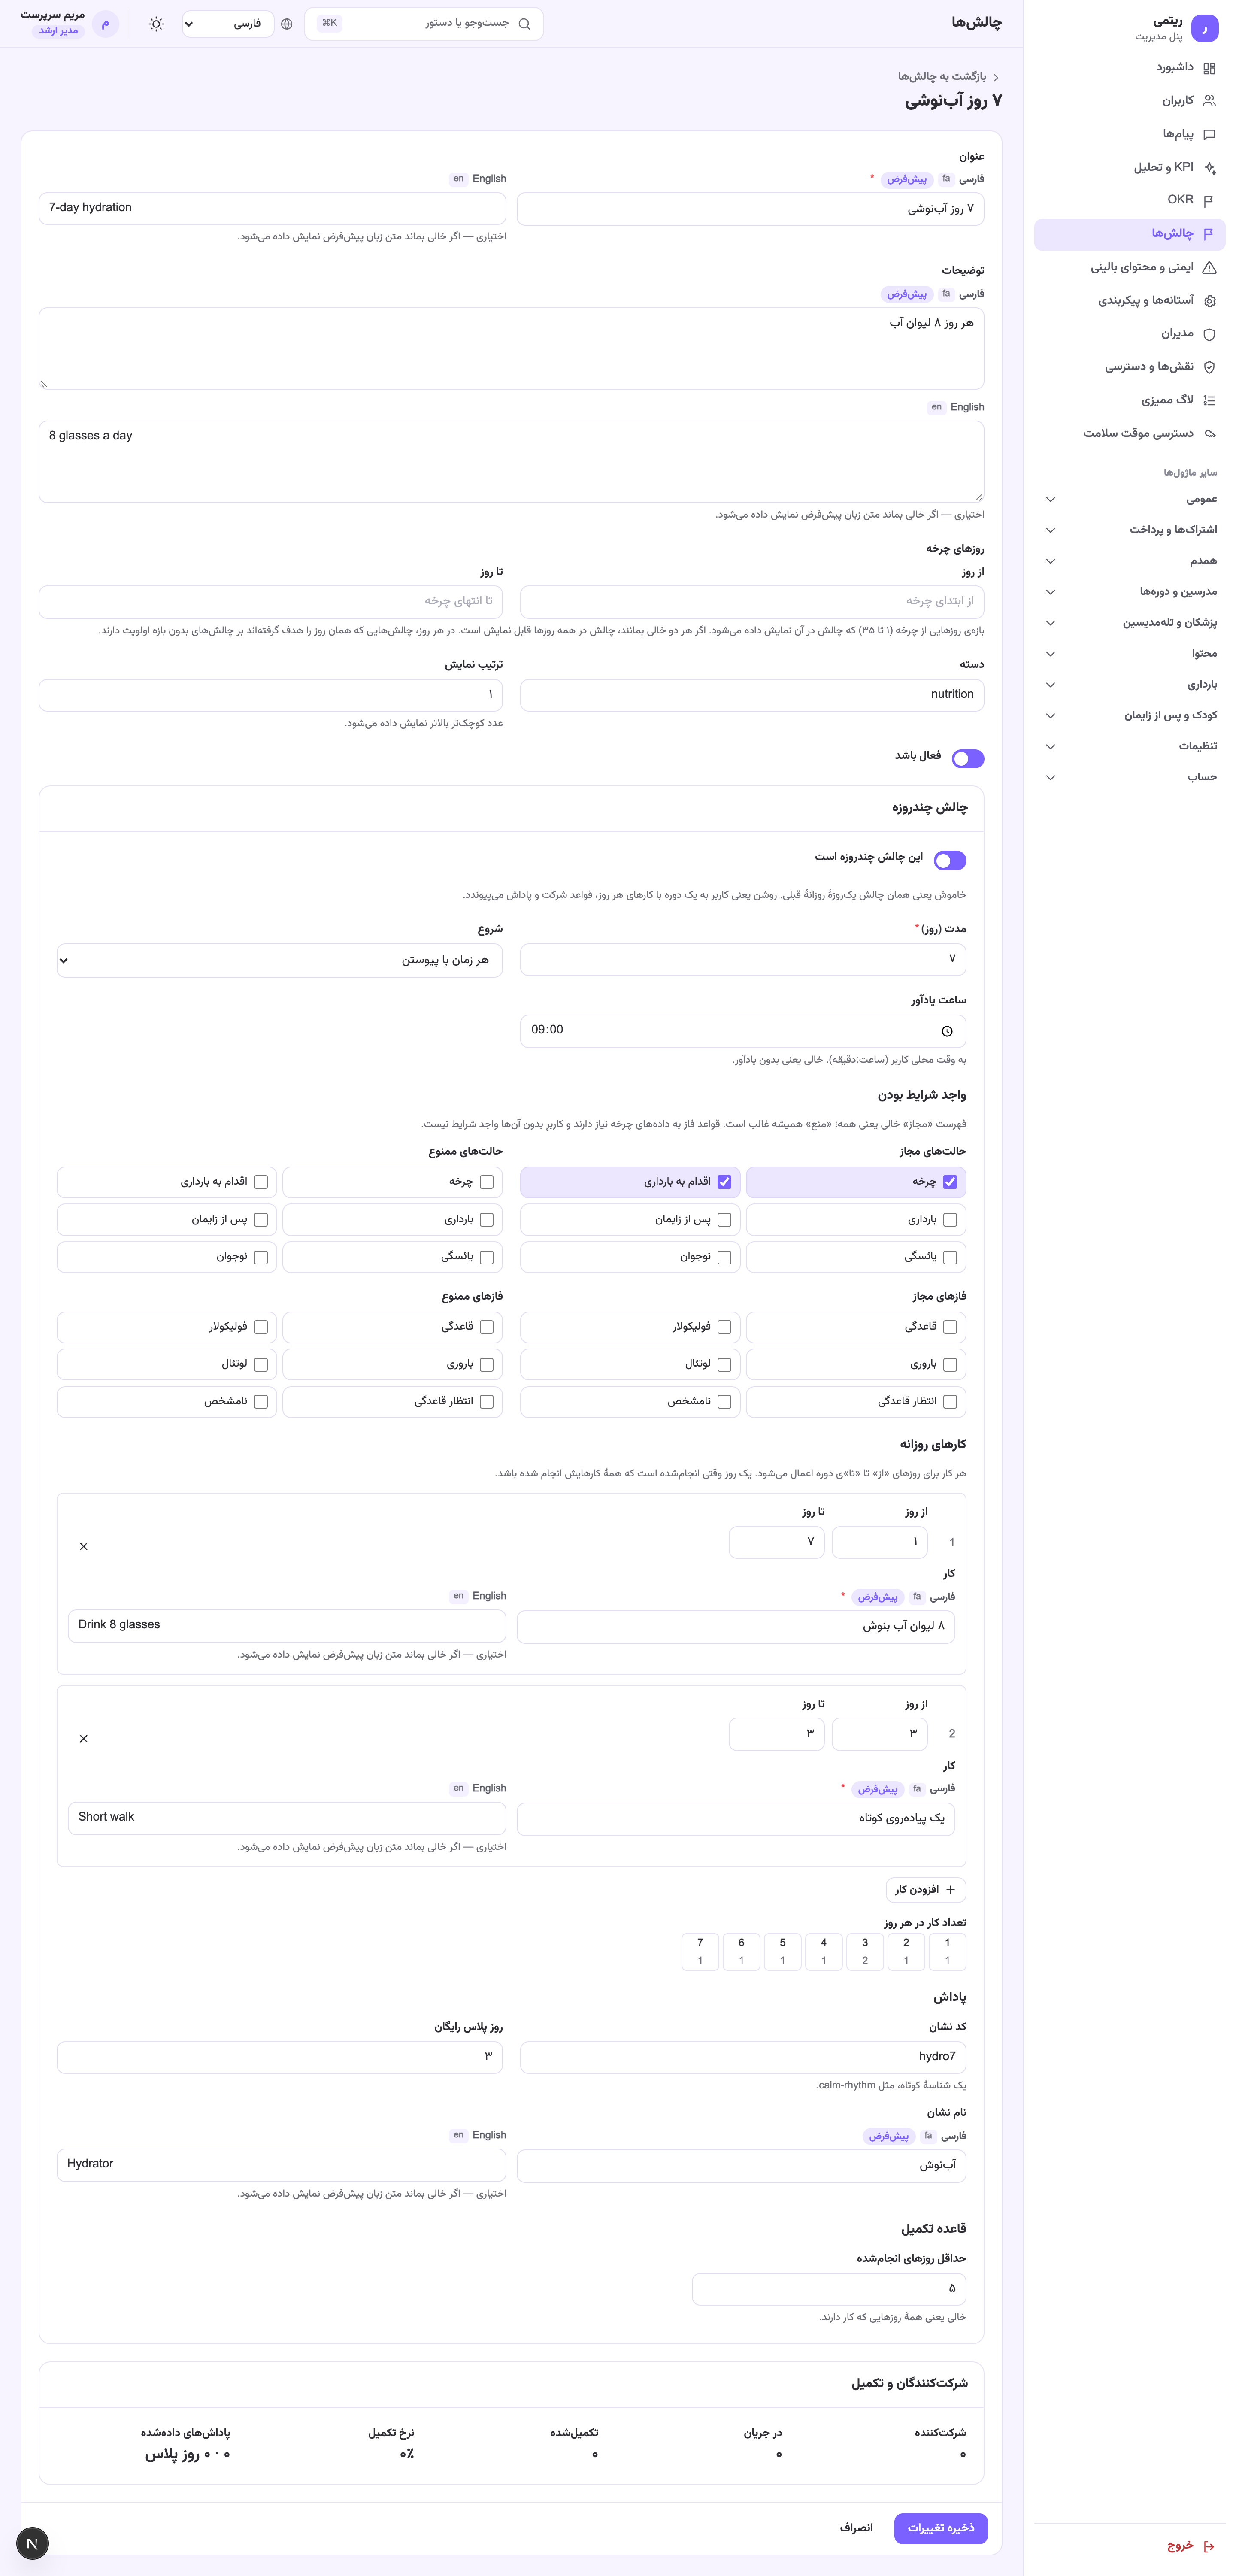 ریتمی
پنل مدیریت
داشبورد
کاربران
پیام‌ها
KPI و تحلیل
OKR
چالش‌ها
ایمنی و محتوای بالینی
آستانه‌ها و پیکربندی
مدیران
نقش‌ها و دسترسی
لاگ ممیزی
دسترسی موقت سلامت
سایر ماژول‌ها
عمومی
اشتراک‌ها و پرداخت
همدم
مدرسین و دوره‌ها
پزشکان و تله‌مدیسین
محتوا
بارداری
کودک و پس از زایمان
تنظیمات
حساب
خروج
چالش‌ها
جست‌وجو یا دستور ⌘K
فارسی
م
مریم سرپرست
مدیر ارشد
بازگشت به چالش‌ها
۷ روز آب‌نوشی
عنوان
فارسی fa پیش‌فرض *
English en
۷ روز آب‌نوشی
7-day hydration
اختیاری — اگر خالی بماند متن زبان پیش‌فرض نمایش داده می‌شود.
توضیحات
فارسی fa پیش‌فرض
هر روز ۸ لیوان آب
English en
8 glasses a day
اختیاری — اگر خالی بماند متن زبان پیش‌فرض نمایش داده می‌شود.
روزهای چرخه
از روز
تا روز
از ابتدای چرخه
تا انتهای چرخه
بازه‌ی روزهایی از چرخه (۱ تا ۳۵) که چالش در آن نمایش داده می‌شود. اگر هر دو خالی بمانند، چالش در همه روزها قابل نمایش است. در هر روز، چالش‌هایی که همان روز را هدف گرفته‌اند بر چالش‌های بدون بازه اولویت دارند.
دسته
ترتیب نمایش
nutrition
۱
عدد کوچک‌تر بالاتر نمایش داده می‌شود.
فعال باشد
چالش چندروزه
این چالش چندروزه است
خاموش یعنی همان چالش یک‌روزهٔ روزانهٔ قبلی. روشن یعنی کاربر به یک دوره با کارهای هر روز، قواعد شرکت و پاداش می‌پیوندد.
مدت (روز) *
شروع
۷
هر زمان با پیوستن
ساعت یادآور
09:00
به وقت محلی کاربر (ساعت:دقیقه). خالی یعنی بدون یادآور.
واجد شرایط بودن
فهرست «مجاز» خالی یعنی همه؛ «منع» همیشه غالب است. قواعد فاز به داده‌های چرخه نیاز دارند و کاربرِ بدون آن‌ها واجد شرایط نیست.
حالت‌های مجاز
حالت‌های ممنوع
چرخه
اقدام به بارداری
چرخه
اقدام به بارداری
بارداری
پس از زایمان
بارداری
پس از زایمان
یائسگی
نوجوان
یائسگی
نوجوان
فازهای مجاز
فازهای ممنوع
قاعدگی
فولیکولار
قاعدگی
فولیکولار
باروری
لوتئال
باروری
لوتئال
انتظار قاعدگی
نامشخص
انتظار قاعدگی
نامشخص
کارهای روزانه
هر کار برای روزهای «از» تا «تا»ی دوره اعمال می‌شود. یک روز وقتی انجام‌شده است که همهٔ کارهایش انجام شده باشد.
از روز
تا روز
1
۱
۷
کار
فارسی fa پیش‌فرض *
English en
۸ لیوان آب بنوش
Drink 8 glasses
اختیاری — اگر خالی بماند متن زبان پیش‌فرض نمایش داده می‌شود.
از روز
تا روز
2
۳
۳
کار
فارسی fa پیش‌فرض *
English en
یک پیاده‌روی کوتاه
Short walk
اختیاری — اگر خالی بماند متن زبان پیش‌فرض نمایش داده می‌شود.
+ افزودن کار
تعداد کار در هر روز
1 2 3 4 5 6 7
1 1 2 1 1 1 1
پاداش
کد نشان
روز پلاس رایگان
hydro7
۳
یک شناسهٔ کوتاه، مثل calm-rhythm.
نام نشان
فارسی fa پیش‌فرض
English en
آب‌نوش
Hydrator
اختیاری — اگر خالی بماند متن زبان پیش‌فرض نمایش داده می‌شود.
قاعده تکمیل
حداقل روزهای انجام‌شده
۵
خالی یعنی همهٔ روزهایی که کار دارند.
شرکت‌کنندگان و تکمیل
شرکت‌کننده
در جریان
تکمیل‌شده
نرخ تکمیل
پاداش‌های داده‌شده
۰
۰
۰
۰٪
۰ · ۰ روز پلاس
ذخیره تغییرات
انصراف
N